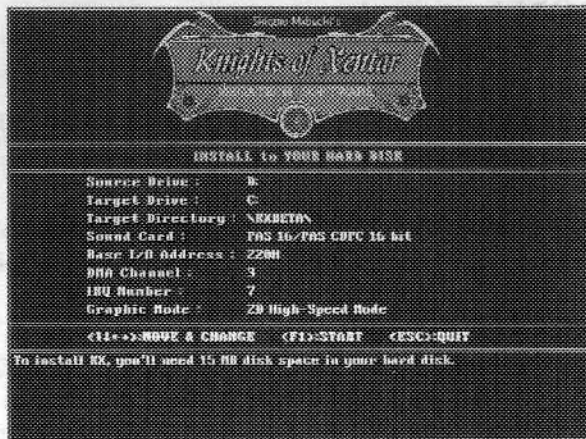 Knights of Xentar
INSTALL to YOUR HARD DISK
Source Drive : D:
Target Drive : C:
Target Directory : \KXBETA\
Sound Card : PAS 16/PAS CDPC 16 bit
Base I/O Address : 220H
DMA Channel : 3
IRQ Number : 7
Graphic Mode : 2D High-Speed Mode
<↑↓←→>:MOVE & CHANGE <F1>:START <ESC>:QUIT
To install KX, you'll need 15 MB disk space in your hard disk.